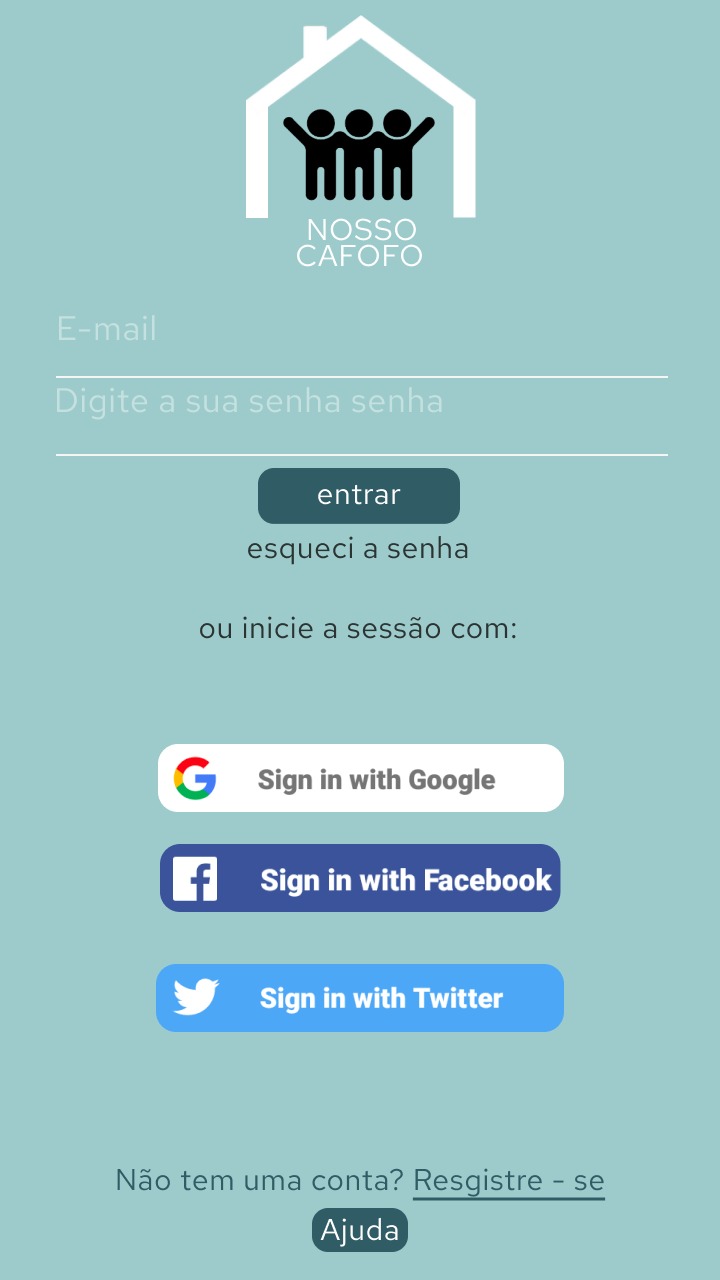 NOSSO
CAFOFO
E-mail
Digite a sua senha senha
entrar
esqueci a senha
ou inicie a sessão com:
Sign in with Google
Sign in with Facebook
Sign in with Twitter
Não tem uma conta? Resgistre - se
Ajuda